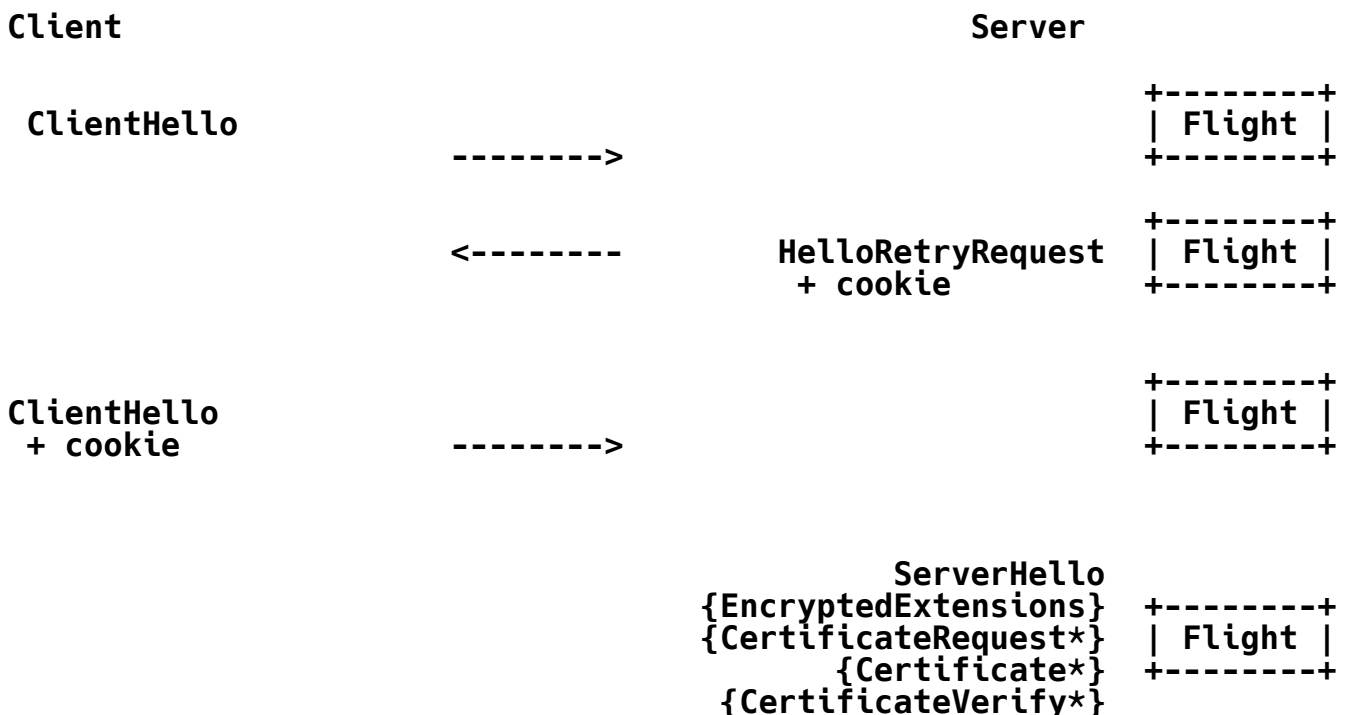 Client                                             Server

                                                            +--------+
 ClientHello                                                | Flight |
                        -------->                           +--------+

                                                            +--------+
                        <--------        HelloRetryRequest  | Flight |
                                          + cookie          +--------+


                                                            +--------+
ClientHello                                                 | Flight |
 + cookie               -------->                           +--------+



                                               ServerHello
                                     {EncryptedExtensions}  +--------+
                                     {CertificateRequest*}  | Flight |
                                            {Certificate*}  +--------+
                                      {CertificateVerify*}